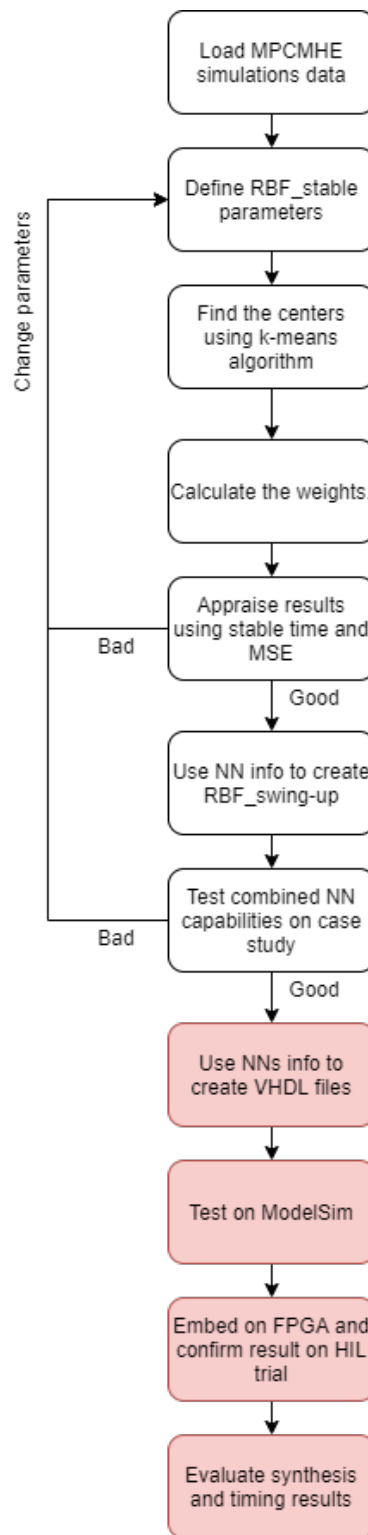 Load MPCMHE
simulations data
Define RBF_stable
parameters
Change parameters
Find the centers
using k-means
algorithm
Calculate the weights.
Appraise results
using stable time and
MSE
Bad
Good
Use NN info to create
RBF_swing-up
Test combined NN
capabilities on case
study
Bad
Good
Use NNs info to
create VHDL files
Test on ModelSim
Embed on FPGA and
confirm result on HIL
trial
Evaluate synthesis
and timing results